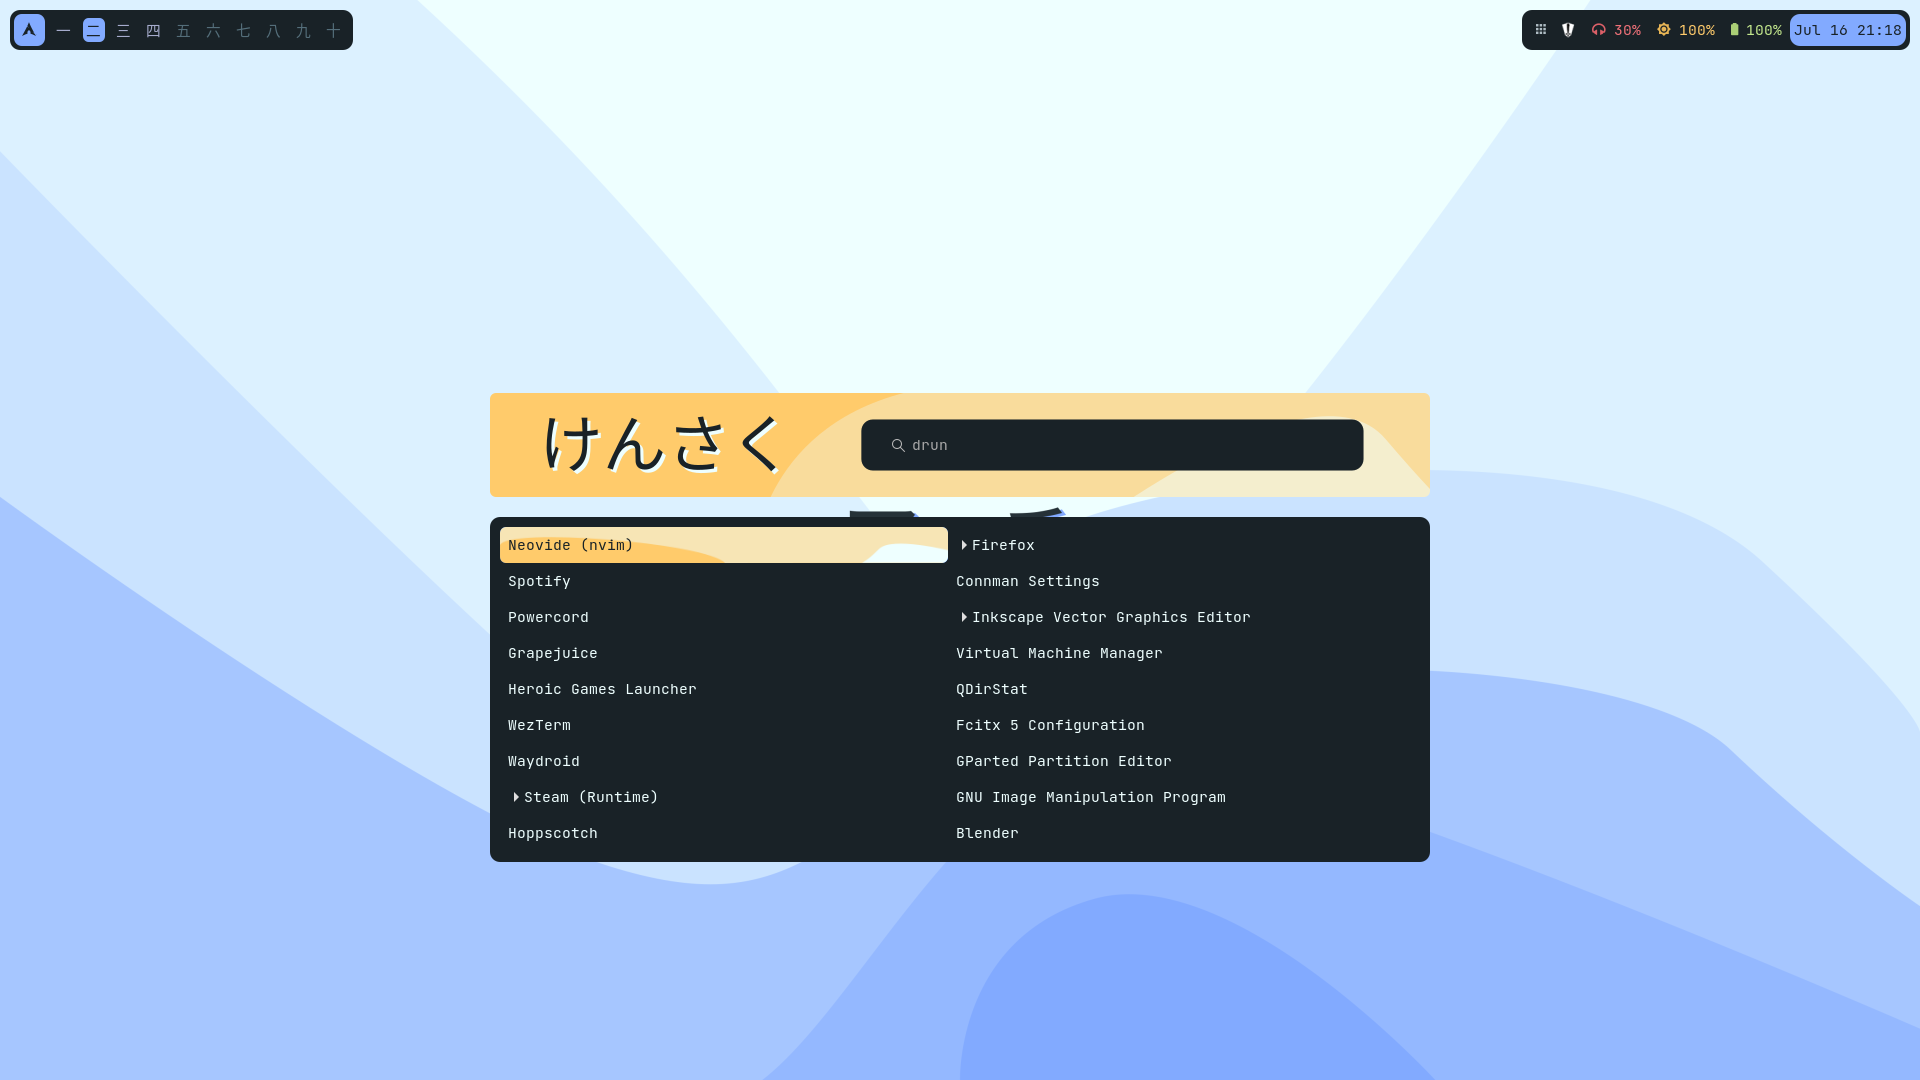 一 二 三 四 五 六 七 八 九 十
30% 100% 100% Jul 16 21:18
けんさく
drun
Neovide (nvim)
Spotify
Powercord
Grapejuice
Heroic Games Launcher
WezTerm
Waydroid
Steam (Runtime)
Hoppscotch
Firefox
Connman Settings
Inkscape Vector Graphics Editor
Virtual Machine Manager
QDirStat
Fcitx 5 Configuration
GParted Partition Editor
GNU Image Manipulation Program
Blender